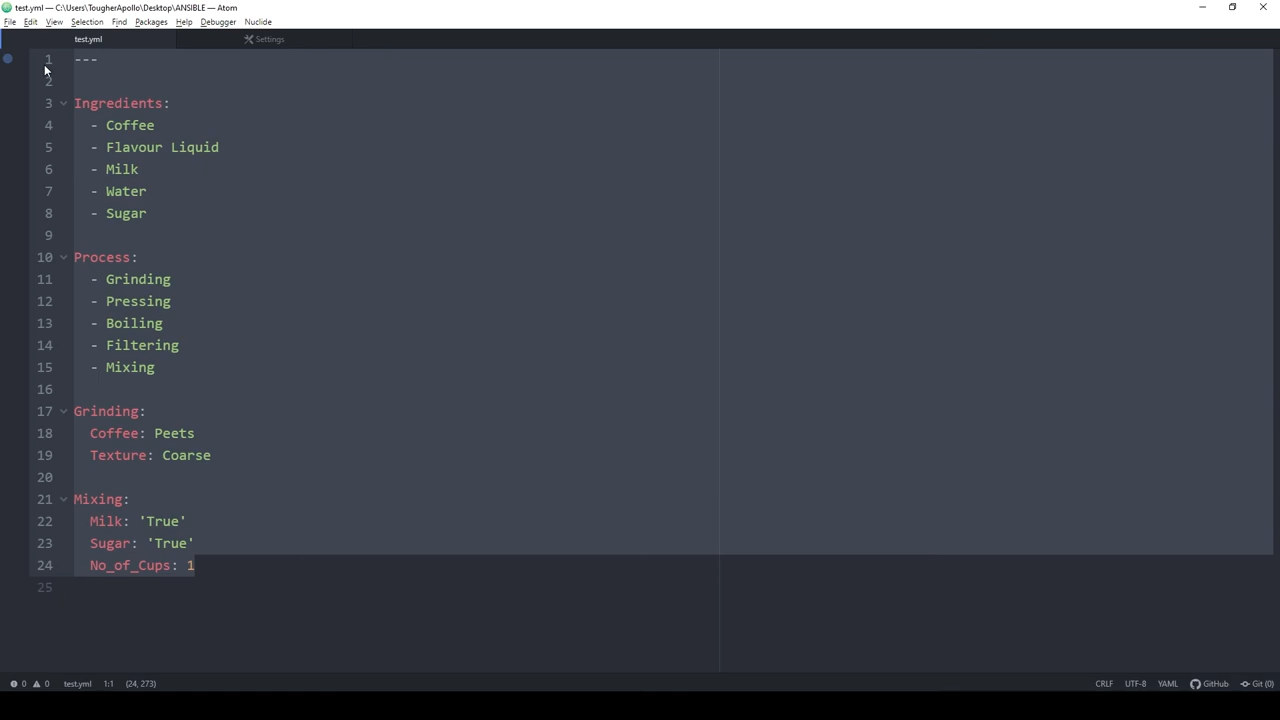 test.yml — C:\Users\TougherApollo\Desktop\ANSIBLE — Atom
File Edit View Selection Find Packages Help Debugger Nuclide
test.yml Settings
1 ---
2
3 Ingredients:
4 - Coffee
5 - Flavour Liquid
6 - Milk
7 - Water
8 - Sugar
9
10 Process:
11 - Grinding
12 - Pressing
13 - Boiling
14 - Filtering
15 - Mixing
16
17 Grinding:
18 Coffee: Peets
19 Texture: Coarse
20
21 Mixing:
22 Milk: 'True'
23 Sugar: 'True'
24 No_of_Cups: 1
25
0 0 test.yml 1:1 (24, 273) CRLF UTF-8 YAML GitHub Git (0)